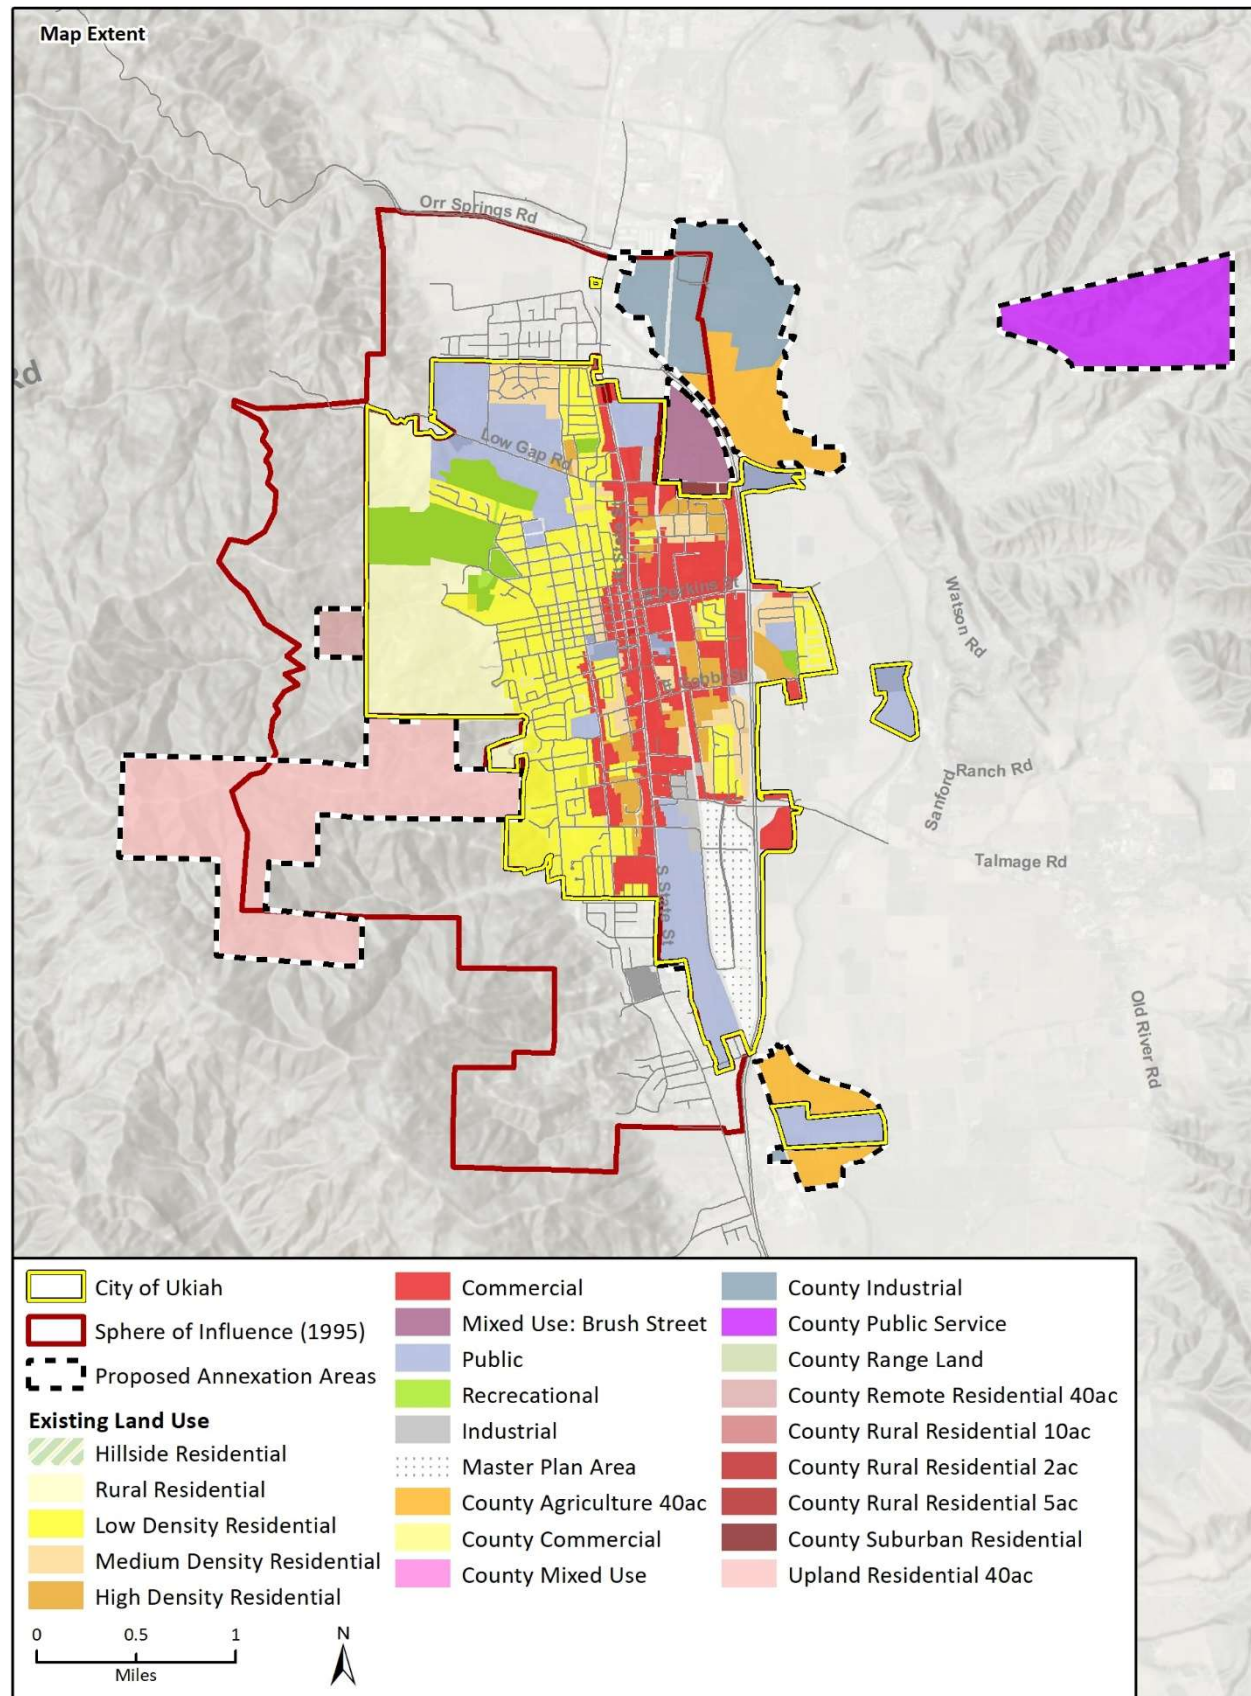 Map Extent
Orr Springs Rd
Rd
Low Gap Rd
E Perkins St
Watson Rd
E Gobbi St
Ranch Rd
Sanford
Talmage Rd
S State St
Old River Rd
City of Ukiah
Sphere of Influence (1995)
Proposed Annexation Areas
Existing Land Use
Hillside Residential
Rural Residential
Low Density Residential
Medium Density Residential
High Density Residential
Commercial
Mixed Use: Brush Street
Public
Recrecational
Industrial
Master Plan Area
County Agriculture 40ac
County Commercial
County Mixed Use
County Industrial
County Public Service
County Range Land
County Remote Residential 40ac
County Rural Residential 10ac
County Rural Residential 2ac
County Rural Residential 5ac
County Suburban Residential
Upland Residential 40ac
0 0.5 1
Miles
N